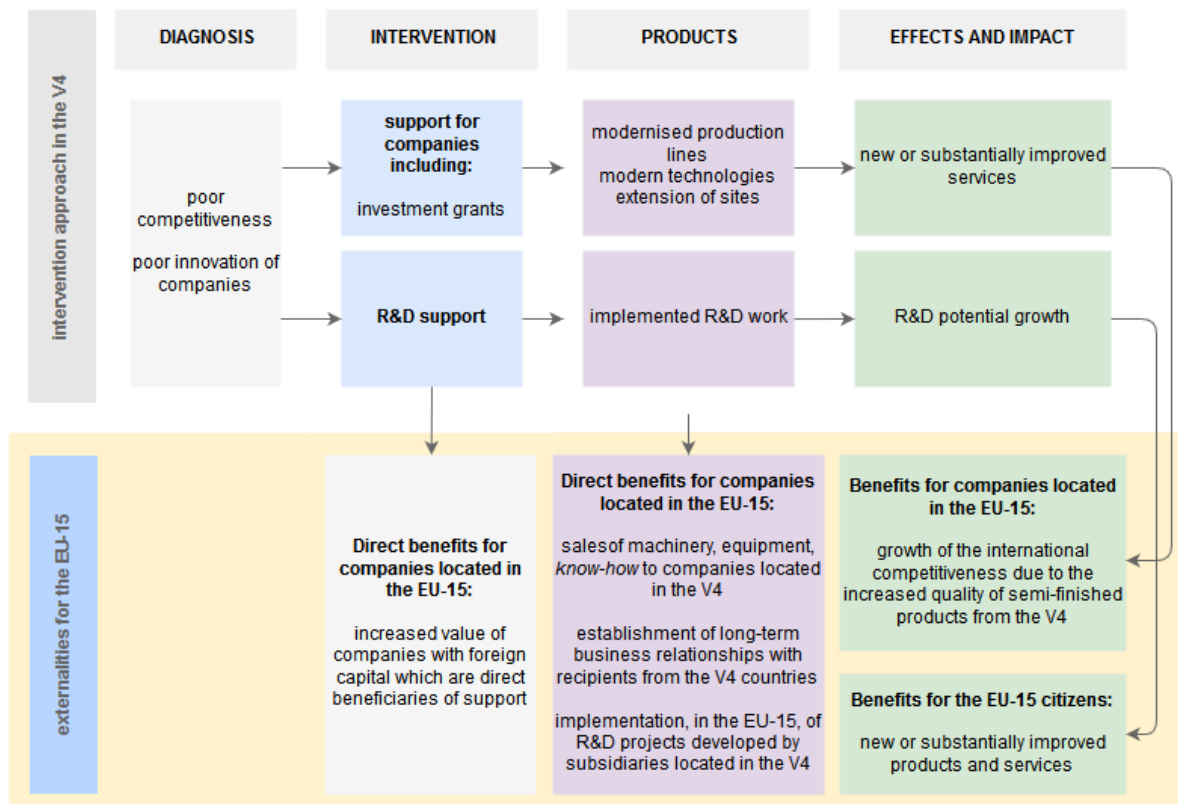 DIAGNOSIS
INTERVENTION
PRODUCTS
EFFECTS AND IMPACT
intervention approach in the V4
poor
competitiveness
poor innovation of
companies
support for
companies
including:
investment grants
modernised production
lines
modern technologies
extension of sites
new or substantially improved
services
R&D support
implemented R&D work
R&D potential growth
externalities for the EU-15
Direct benefits for
companies located in
the EU-15:
increased value of
companies with foreign
capital which are direct
beneficiaries of support
Direct benefits for companies
located in the EU-15:
salesof machinery, equipment,
know-how to companies located
in the V4
establishment of long-term
business relationships with
recipients from the V4 countries
implementation, in the EU-15, of
R&D projects developed by
subsidiaries located in the V4
Benefits for companies located
in the EU-15:
growth of the international
competitiveness due to the
increased quality of semi-finished
products from the V4
Benefits for the EU-15 citizens:
new or substantially improved
products and services